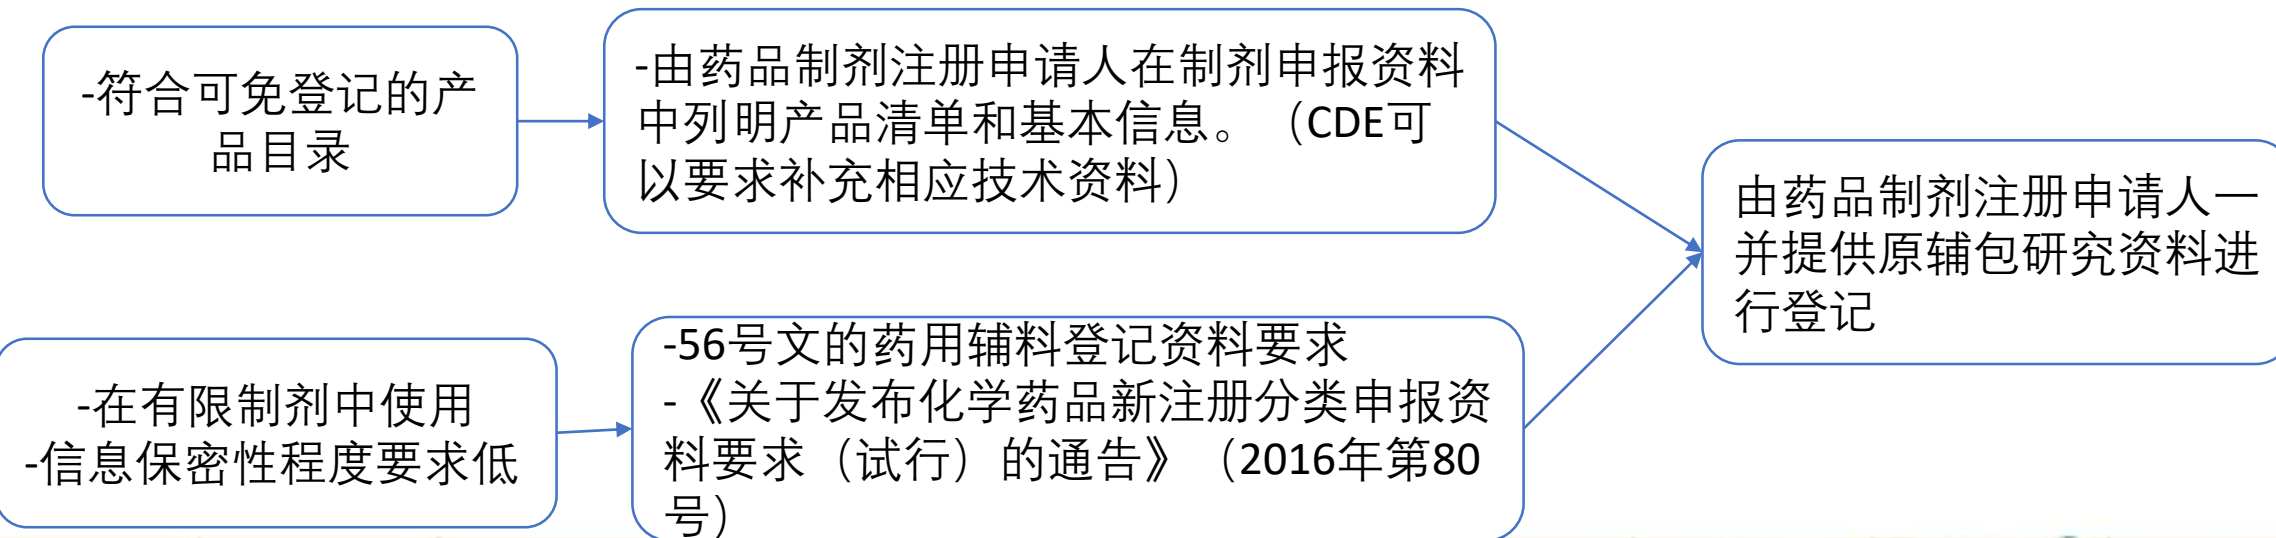 -符合可免登记的产
品目录
-由药品制剂注册申请人在制剂申报资料
中列明产品清单和基本信息。（CDE可
以要求补充相应技术资料）
由药品制剂注册申请人一
并提供原辅包研究资料进
行登记
-在有限制剂中使用
-信息保密性程度要求低
-56号文的药用辅料登记资料要求
-《关于发布化学药品新注册分类申报资
料要求（试行）的通告》（2016年第80
号）